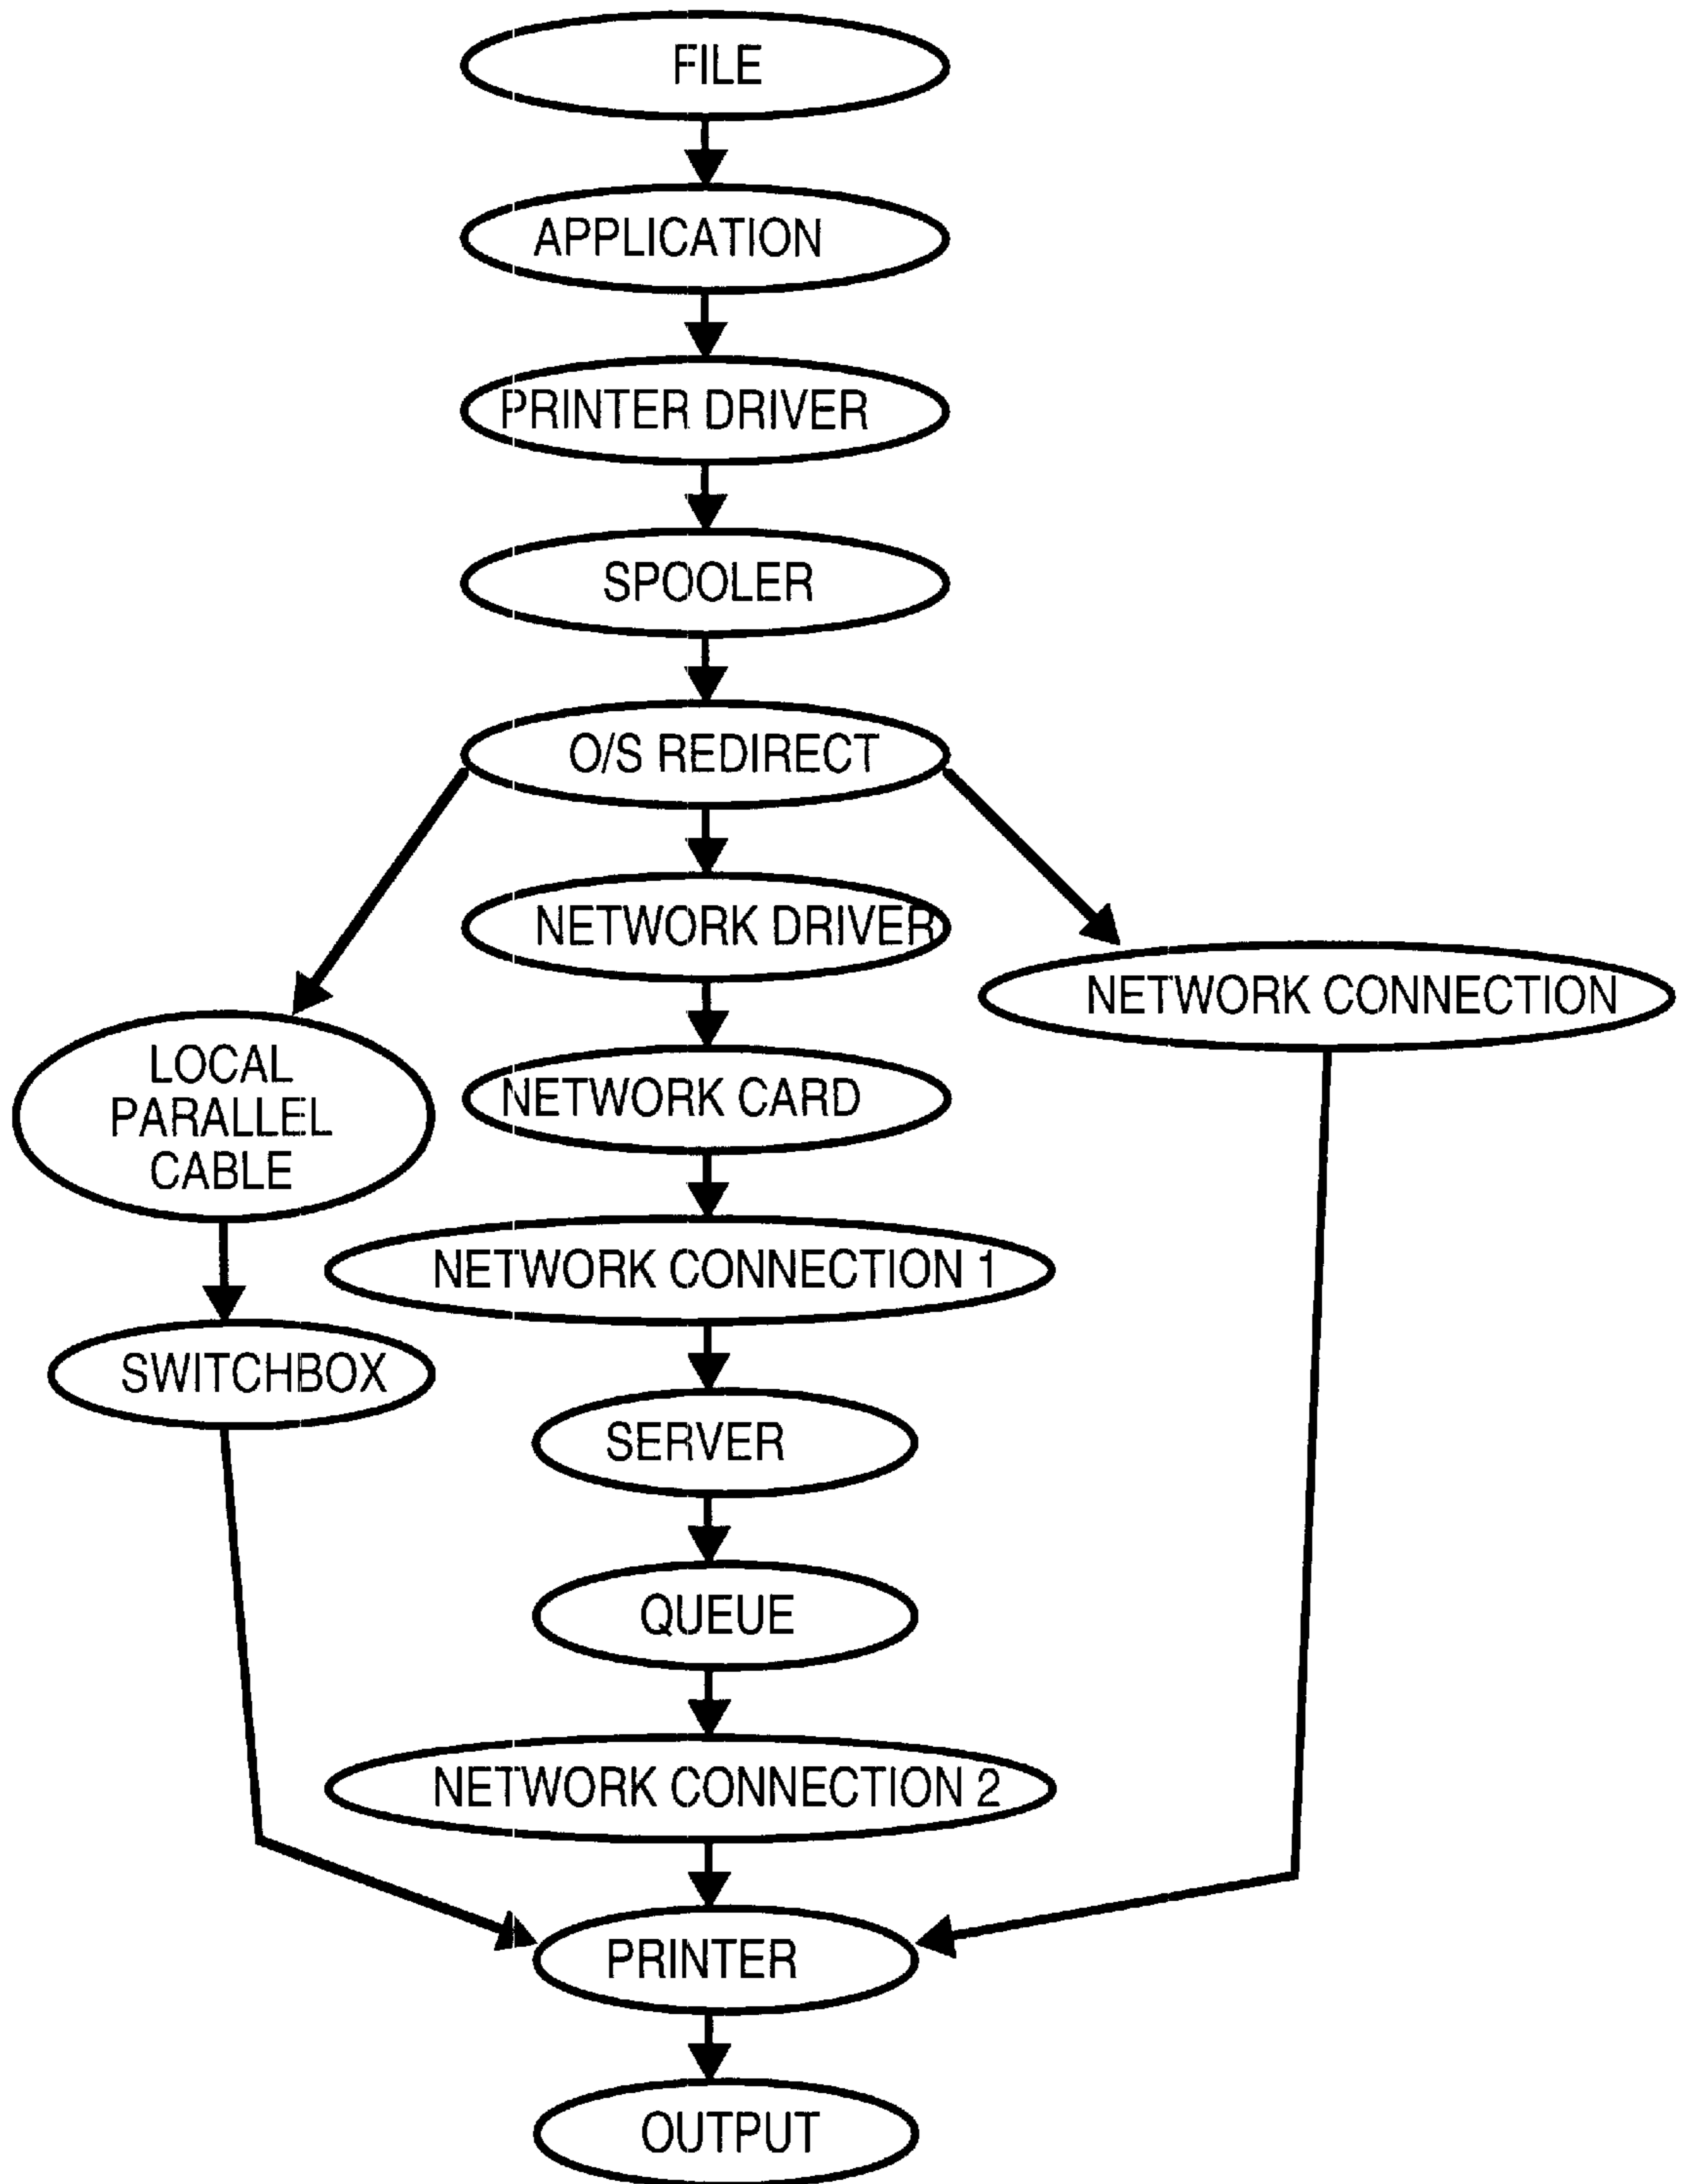 FILE
APPLICATION
PRINTER DRIVER
SPOOLER
O/S REDIRECT
NETWORK DRIVER
NETWORK CONNECTION
LOCAL
PARALLEL
CABLE
NETWORK CARD
NETWORK CONNECTION 1
SWITCHBOX
SERVER
QUEUE
NETWORK CONNECTION 2
PRINTER
OUTPUT